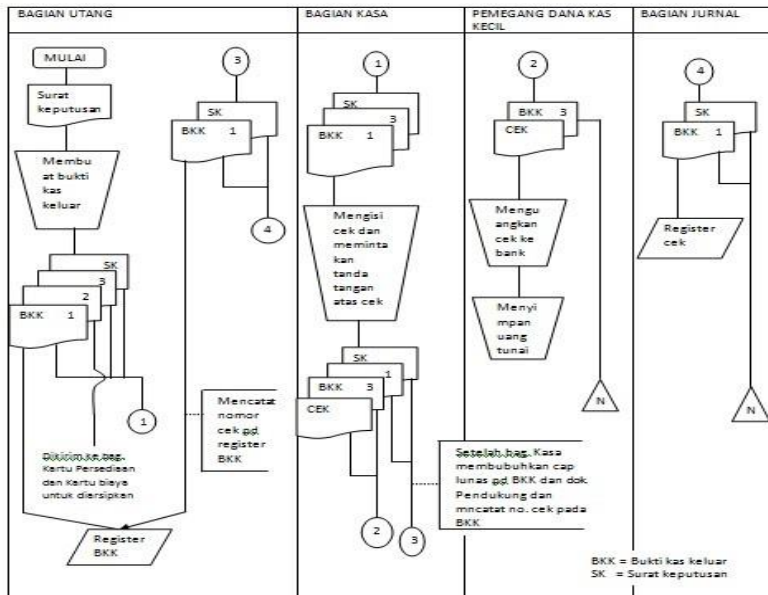 BAGIAN UTANG
BAGIAN KASA
PEMEGANG DANA KAS
KECIL
BAGIAN JURNAL
MULAI
Surat
keputusan
Membu
at bukti
kas
keluar
SK
3
2
BKK 1
1
Dikirim ke bag.
Kartu Persediaan
dan Kartu biaya
untuk diarsipkan
Register
BKK
3
SK
BKK 1
4
Mencatat
nomor
cek pd
register
BKK
1
SK
3
BKK 1
Mengisi
cek dan
meminta
kan
tanda
tangan
atas cek
SK
1
BKK 3
CEK
2
3
Setelah bag. Kasa
membubuhkan cap
lunas pd BKK dan dok.
Pendukung dan
mncatat no. cek pada
BKK
2
BKK 3
CEK
Mengu
angkan
cek ke
bank
Menyi
mpan
uang
tunai
N
4
SK
BKK 1
Register
cek
N
BKK = Bukti kas keluar
SK = Surat keputusan